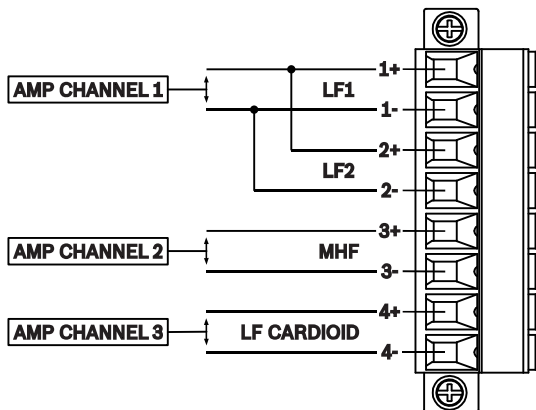 1+
AMP CHANNEL 1
LF1
1-
2+
LF2
2-
3+
AMP CHANNEL 2
MHF
3-
4+
AMP CHANNEL 3
LF CARDIOID
4-